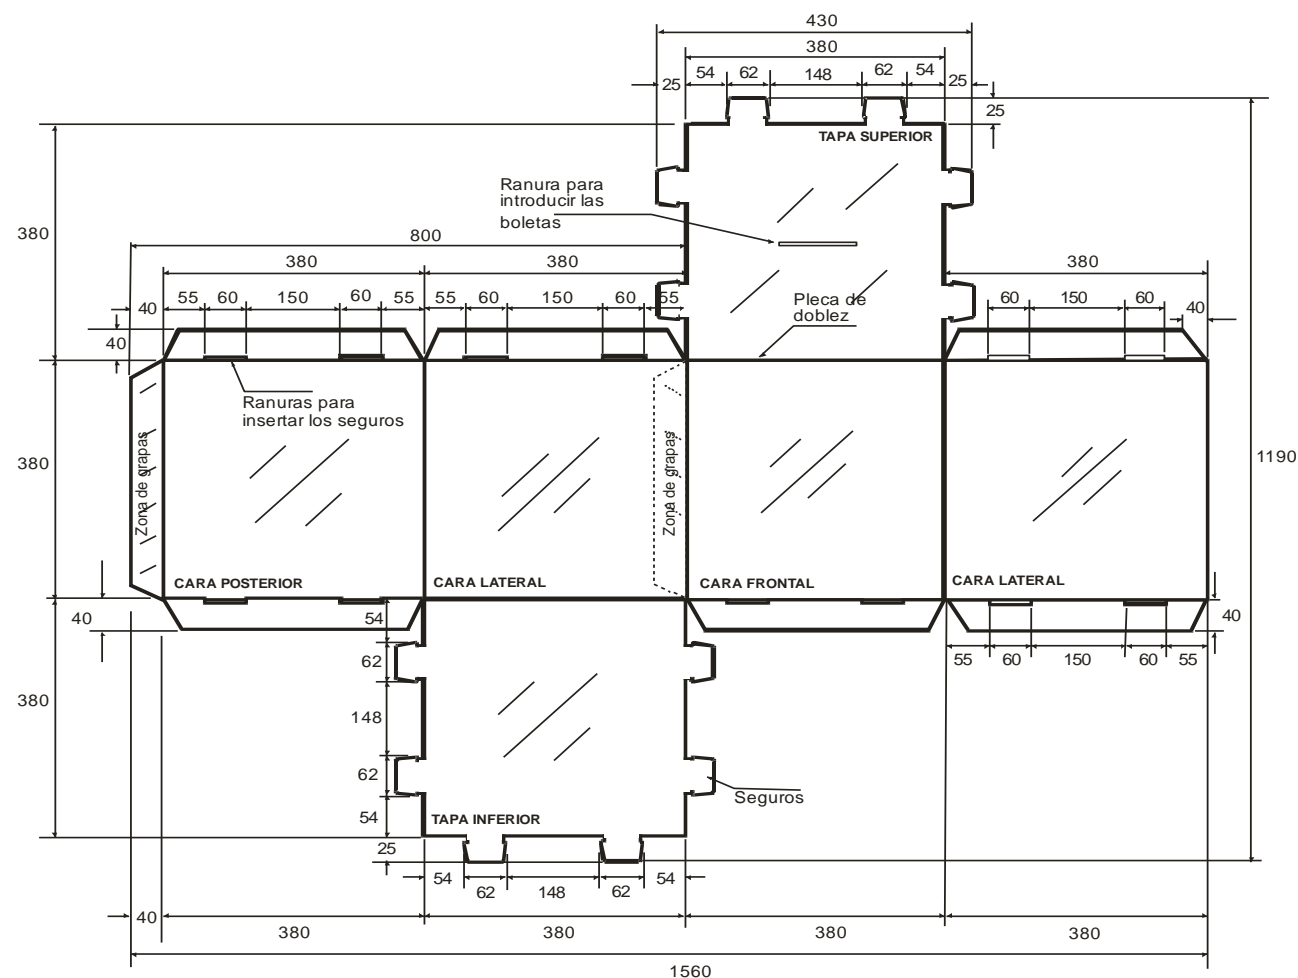 430
380
54 62 148 62 54
25 25
25
TAPA SUPERIOR
Ranura para
introducir las
boletas
380
800
380 380 380
40 55 60 150 60 55 55 60 150 60 55
Pleca de
doblez
60 150 60
40
40
Ranuras para
insertar los seguros
380
Zona de grapas
Zona de grapas
1190
CARA POSTERIOR
CARA LATERAL
CARA FRONTAL
CARA LATERAL
40
54
40
62
55 60 150 60 55
380
148
62
Seguros
54
TAPA INFERIOR
25
54 62 148 62 54
40 380 380 380 380
1560